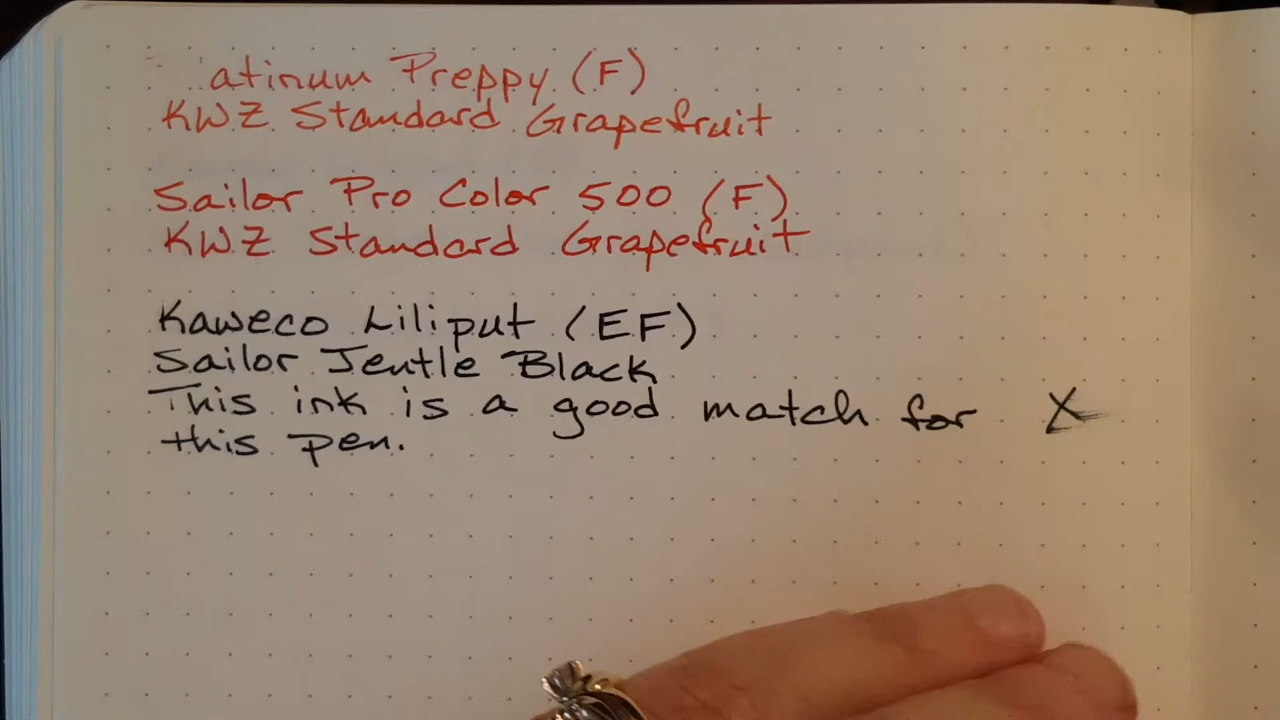 atinum Preppy (F)
KWZ Standard Grapefruit
Sailor Pro Color 500 (F)
KWZ Standard Grapefruit
Kaweco Liliput (EF)
Sailor Jentle Black
This ink is a good match for X
this pen.